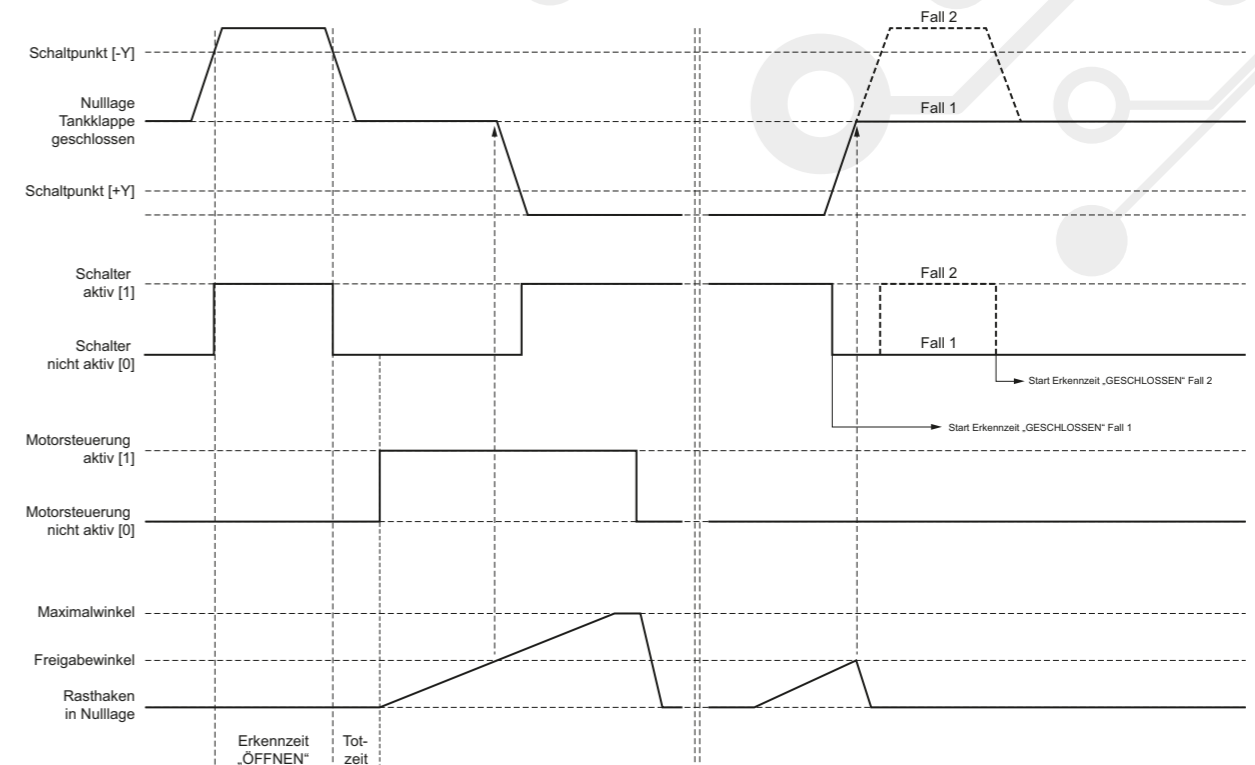 Fall 2
Schaltpunkt [-Y]
Nulllage
Tankklappe
geschlossen
Fall 1
Schaltpunkt [+Y]
Schalter
aktiv [1]
Fall 2
Schalter
nicht aktiv [0]
Fall 1
Start Erkennzeit „GESCHLOSSEN“ Fall 2
Start Erkennzeit „GESCHLOSSEN“ Fall 1
Motorsteuerung
aktiv [1]
Motorsteuerung
nicht aktiv [0]
Maximalwinkel
Freigabewinkel
Rasthaken
in Nulllage
Erkennzeit
„ÖFFNEN“
Tot-
zeit